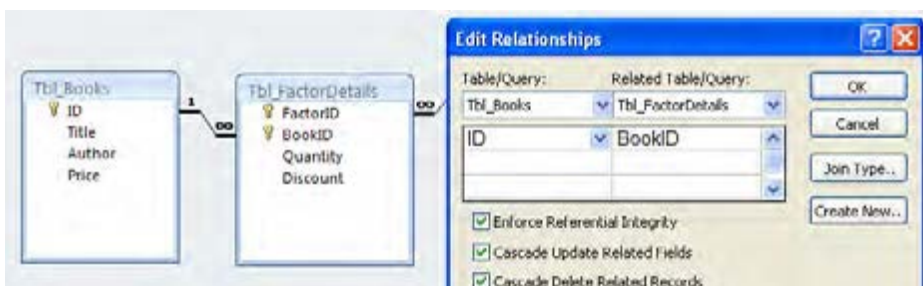 Tbl_Books
ID
Title
Author
Price
1
∞
Tbl_FactorDetails
FactorID
BookID
Quantity
Discount
∞
Edit Relationships
Table/Query:
Related Table/Query:
Tbl_Books
Tbl_FactorDetails
ID
BookID
Enforce Referential Integrity
Cascade Update Related Fields
Cascade Delete Related Records
OK
Cancel
Join Type..
Create New..